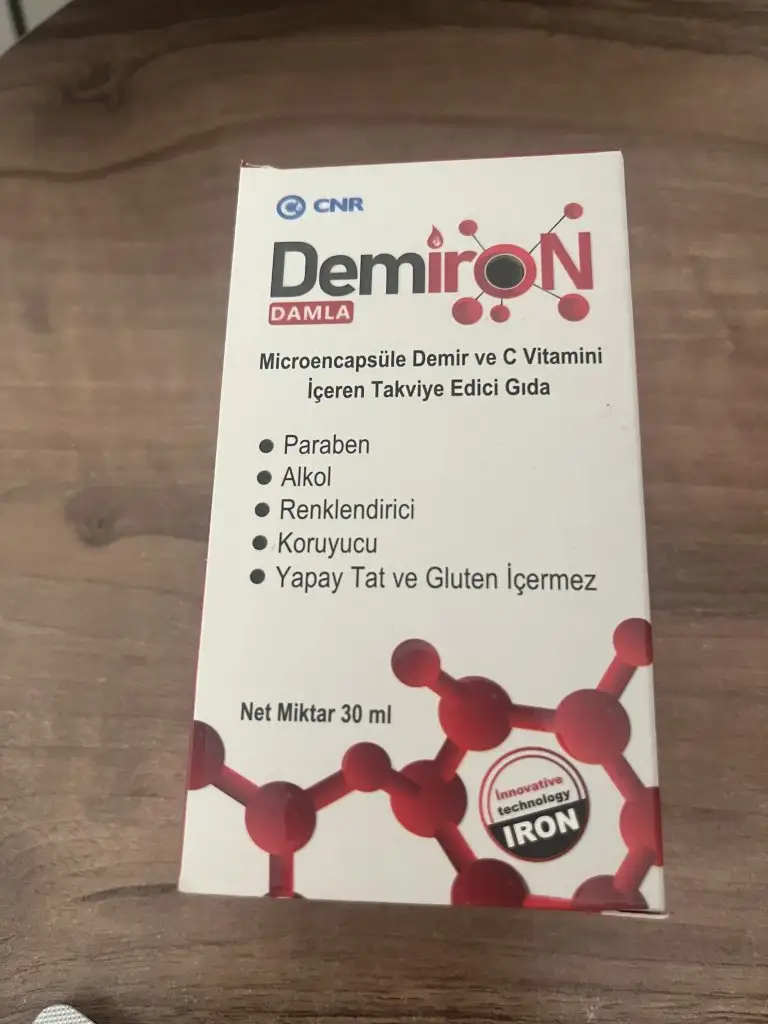 CNR
DemirON
DAMLA
Microencapsüle Demir ve C Vitamini
İçeren Takviye Edici Gıda
● Paraben
● Alkol
● Renklendirici
● Koruyucu
● Yapay Tat ve Gluten İçermez
Net Miktar 30 ml
İnnovative
technology
IRON